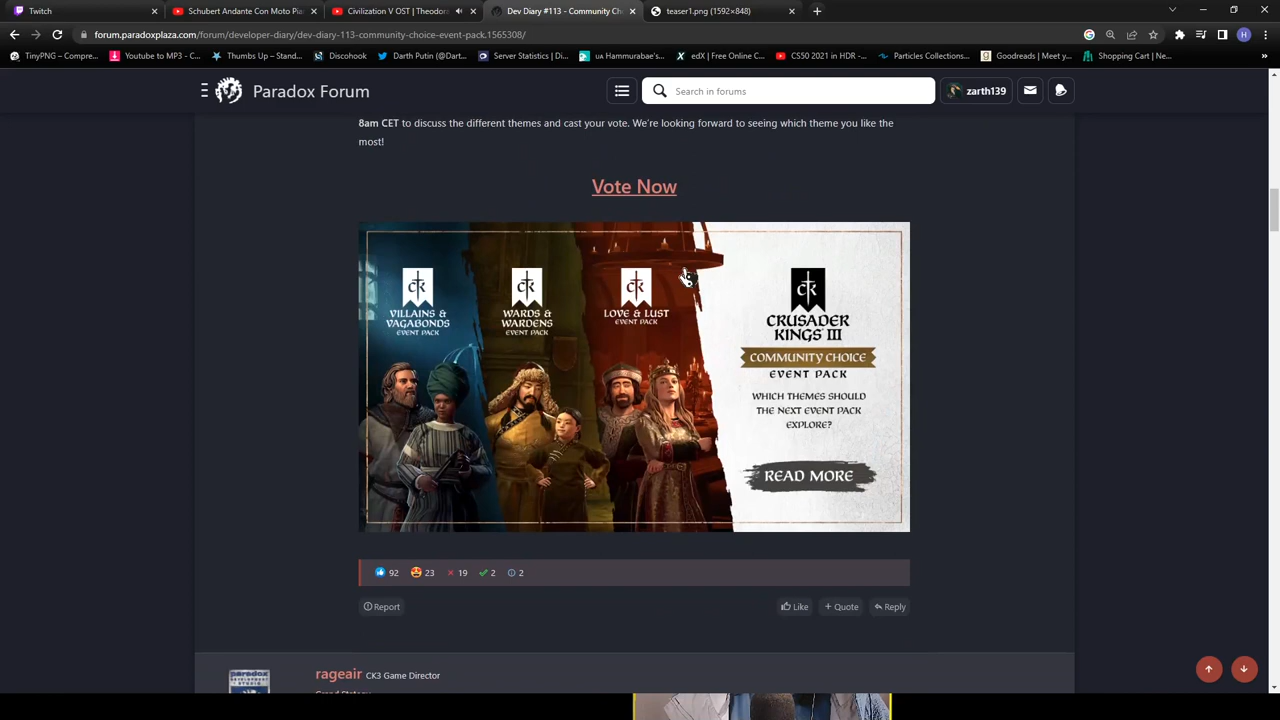 Twitch
Schubert Andante Con Moto Pia
Civilization V OST | Theodor
Dev Diary #113 - Community Ch
teaser1.png (1592×848)
forum.paradoxplaza.com/forum/developer-diary/dev-diary-113-community-choice-event-pack.1565308/
TinyPNG – Compre...
Youtube to MP3 - C...
Thumbs Up – Stand...
Discohook
Darth Putin (@Dart...
Server Statistics | Di...
ua Hammurabae's...
edX | Free Online C...
CS50 2021 in HDR -...
Particles Collections...
Goodreads | Meet y...
Shopping Cart | Ne...
Paradox Forum
Search in forums
zarth139
8am CET to discuss the different themes and cast your vote. We're looking forward to seeing which theme you like the
most!
Vote Now
VILLAINS &
VAGABONDS
EVENT PACK
WARDS &
WARDENS
EVENT PACK
LOVE & LUST
EVENT PACK
CRUSADER
KINGS III
COMMUNITY CHOICE
EVENT PACK
WHICH THEMES SHOULD
THE NEXT EVENT PACK
EXPLORE?
READ MORE
92 23 19 2 2
Report
Like
+ Quote
Reply
rageair CK3 Game Director